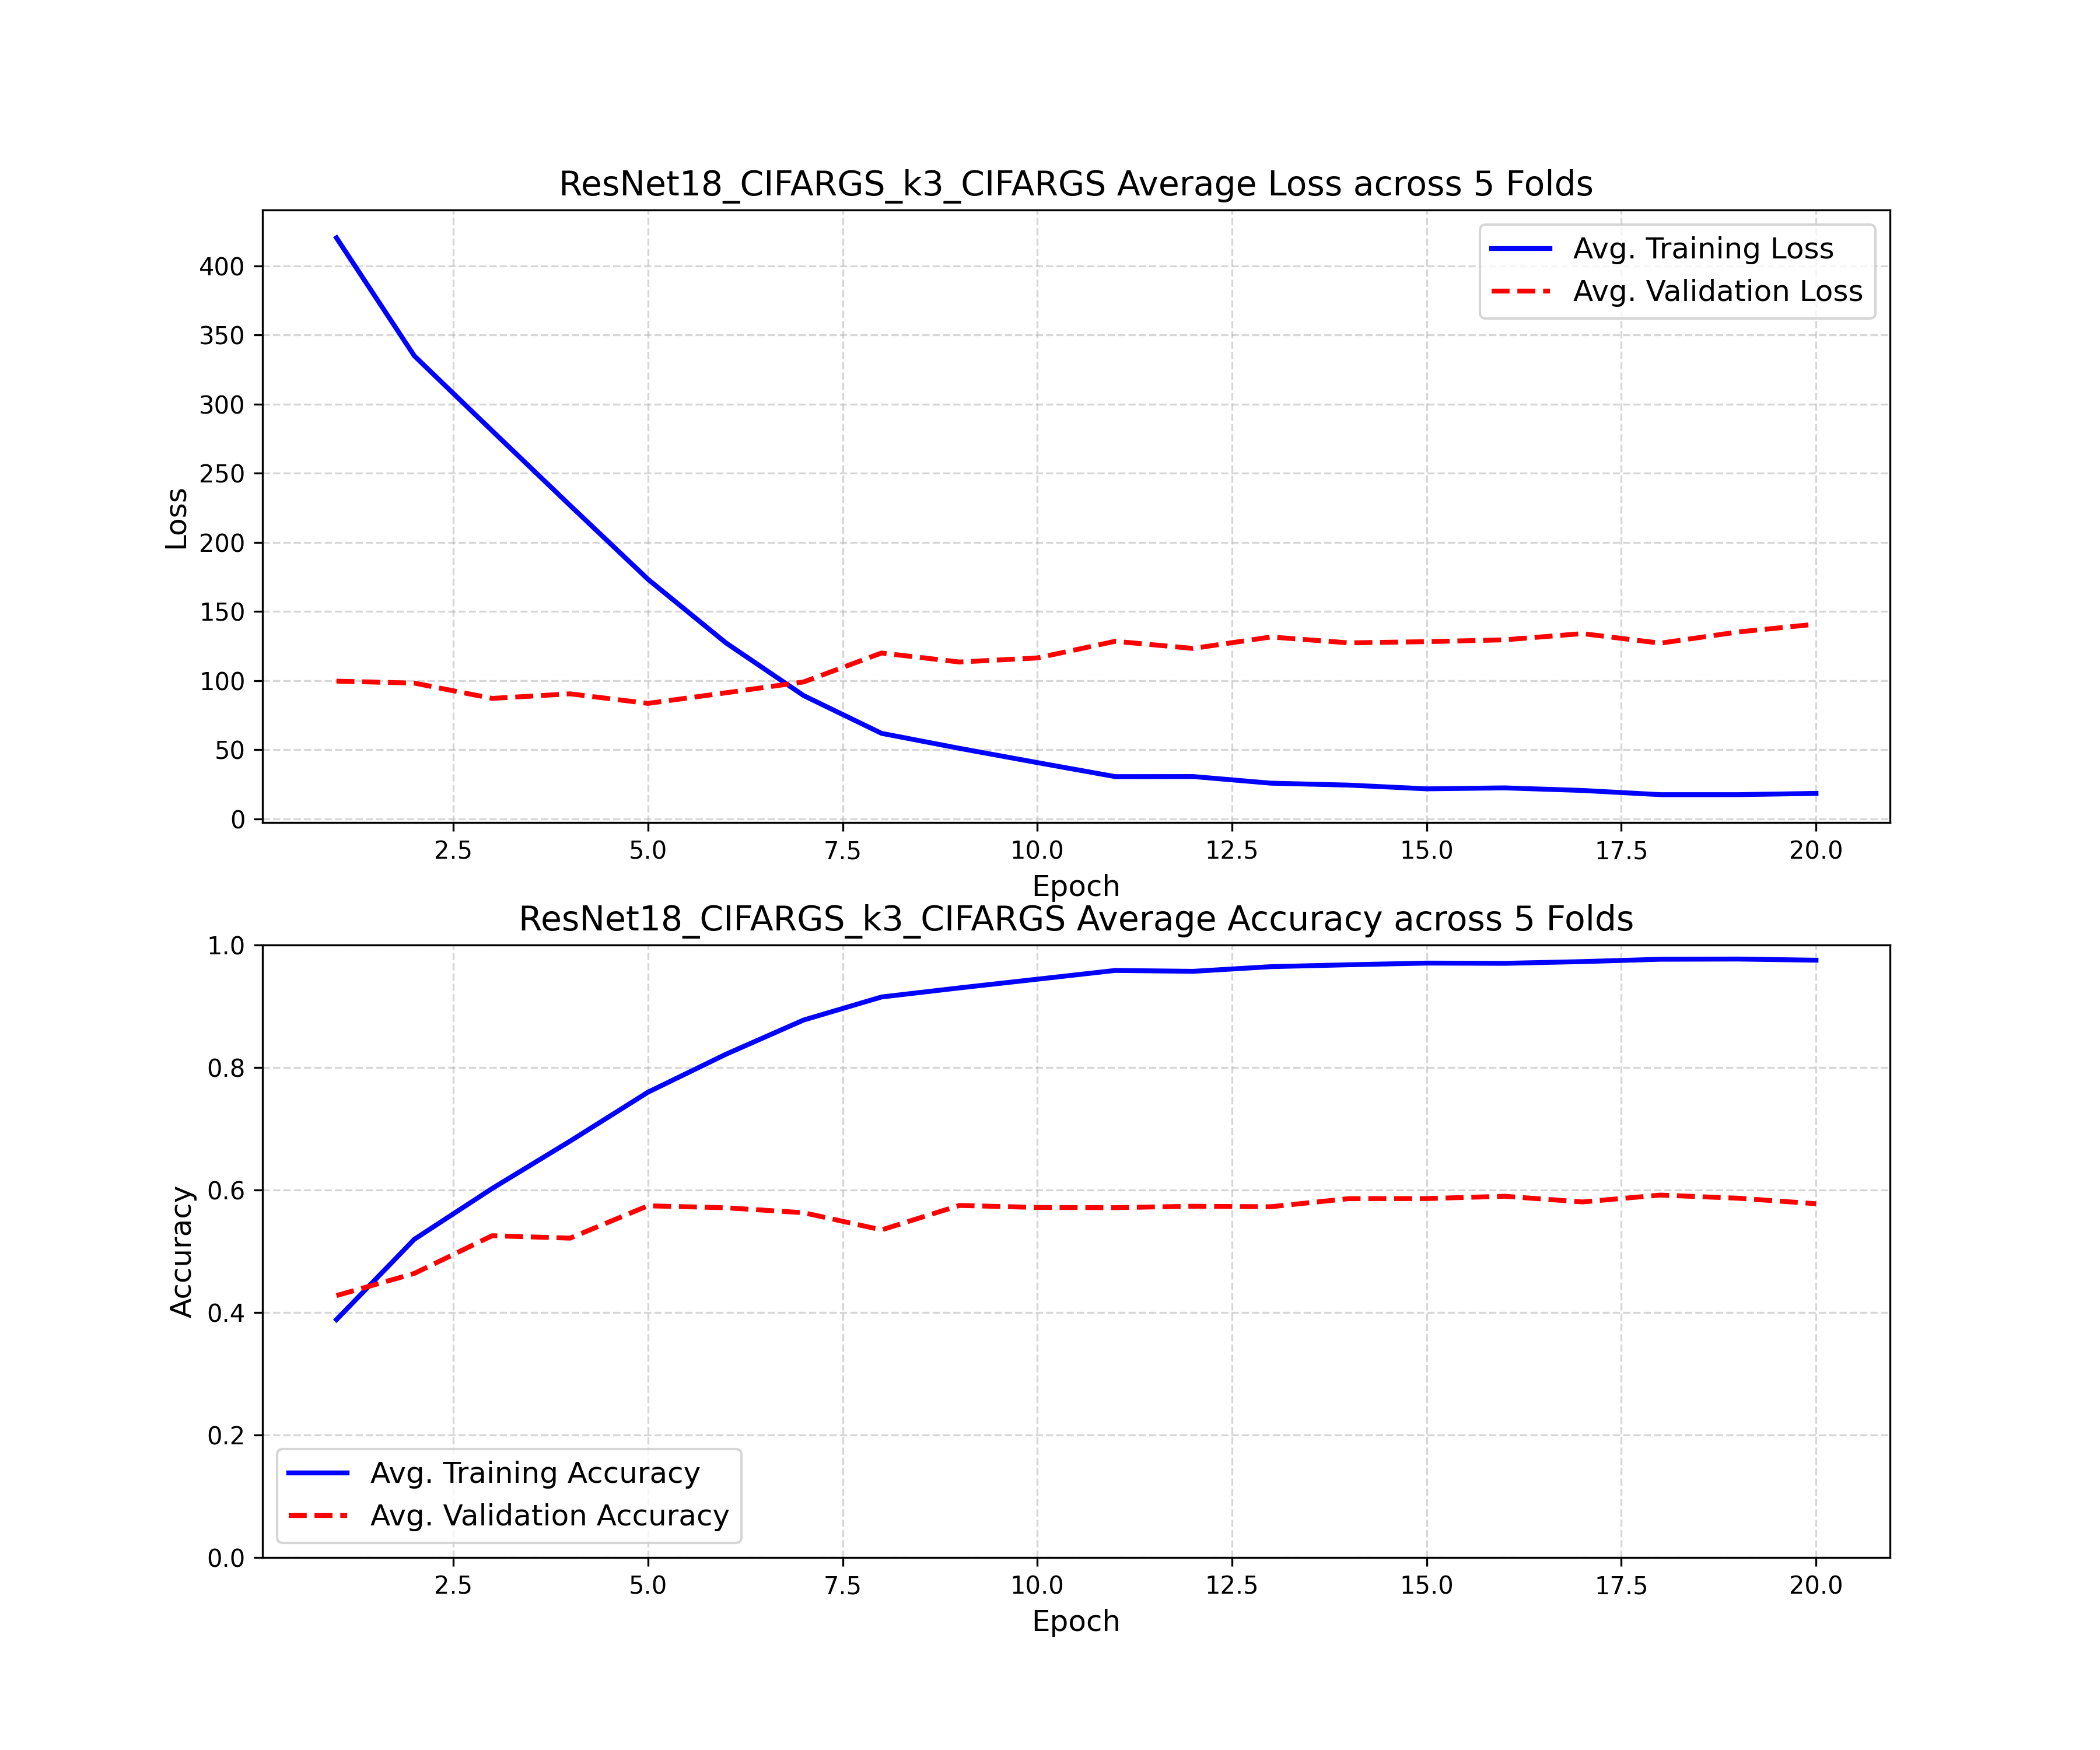 ResNet18_CIFARGS_k3_CIFARGS Average Loss across 5 Folds
Avg. Training Loss
Avg. Validation Loss
400
350
300
250
200
150
100
50
0
Loss
2.5 5.0 7.5 10.0 12.5 15.0 17.5 20.0
Epoch
ResNet18_CIFARGS_k3_CIFARGS Average Accuracy across 5 Folds
1.0
0.8
0.6
0.4
0.2
0.0
Accuracy
Avg. Training Accuracy
Avg. Validation Accuracy
2.5 5.0 7.5 10.0 12.5 15.0 17.5 20.0
Epoch